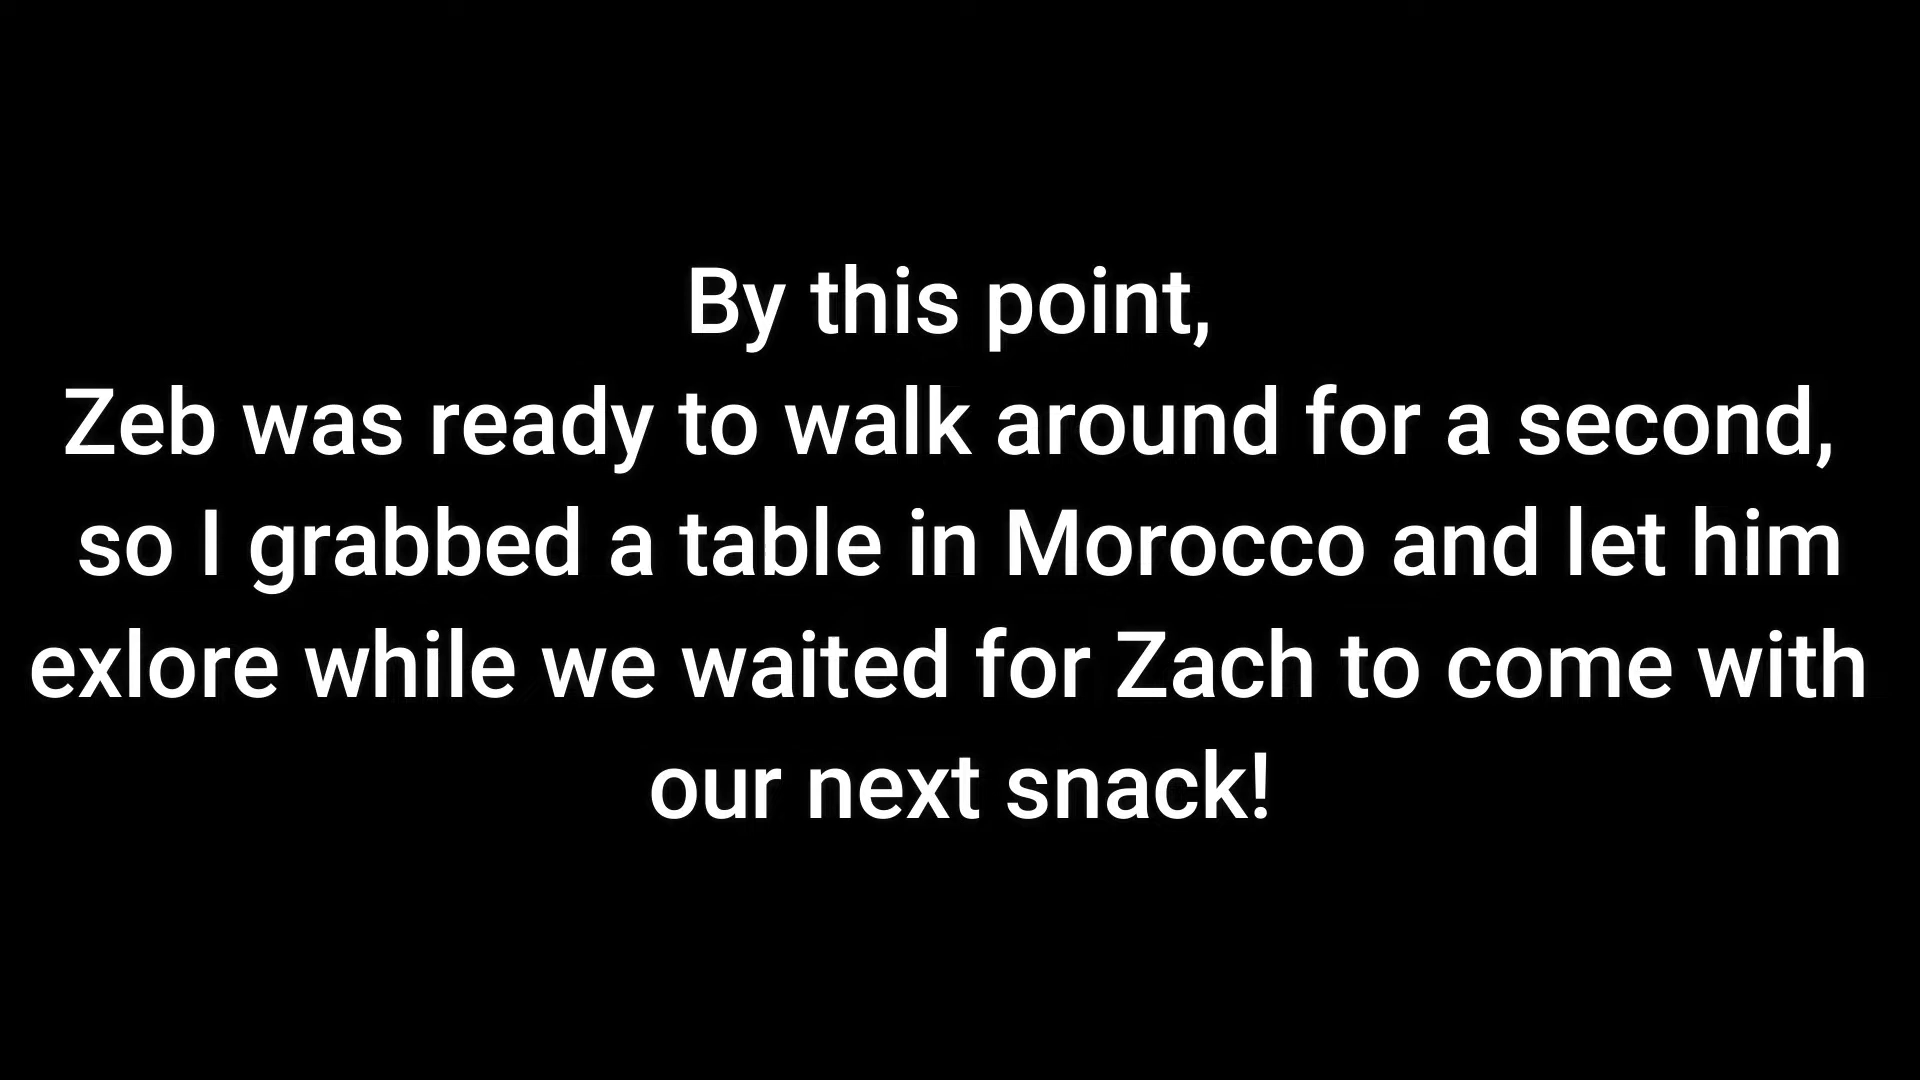 By this point,
Zeb was ready to walk around for a second,
so I grabbed a table in Morocco and let him
exlore while we waited for Zach to come with
our next snack!